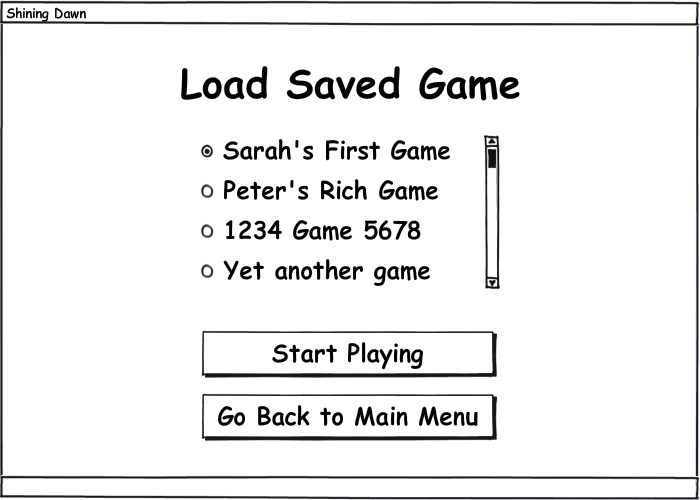 Shining Dawn
Load Saved Game
Sarah's First Game
Peter's Rich Game
1234 Game 5678
Yet another game
Start Playing
Go Back to Main Menu